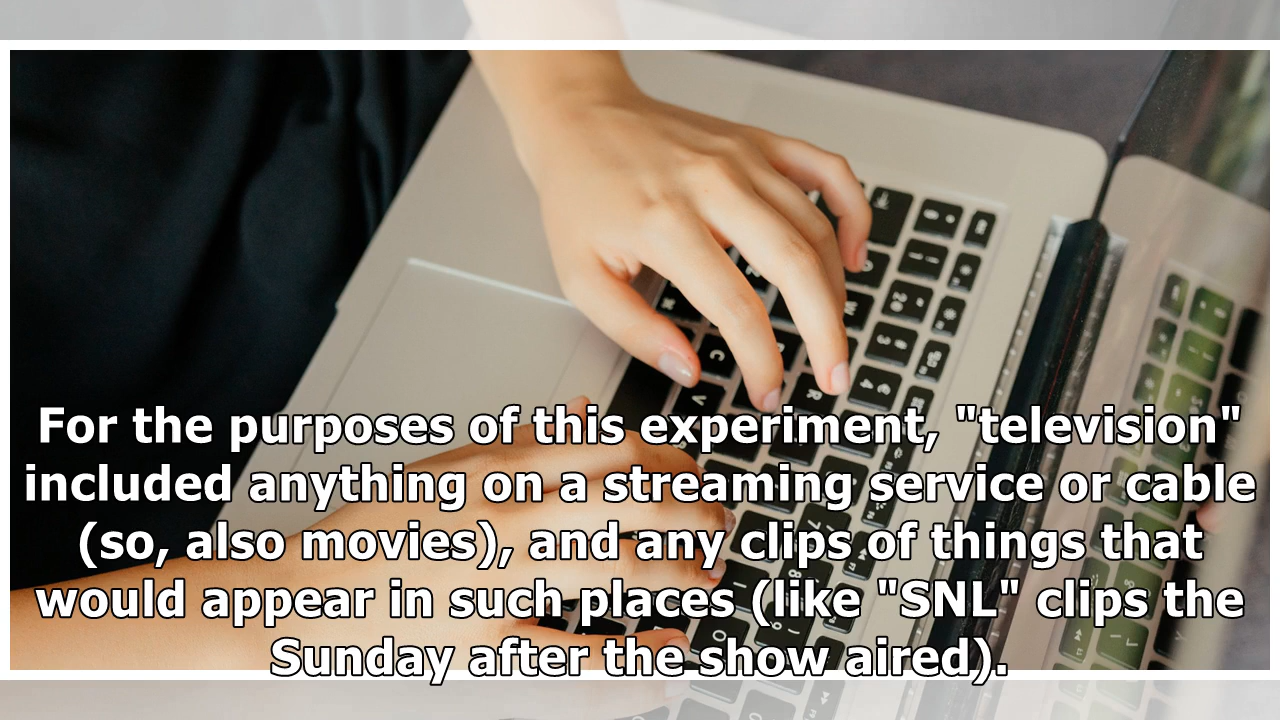 For the purposes of this experiment, "television"
included anything on a streaming service or cable
(so, also movies), and any clips of things that
would appear in such places (like "SNL" clips the
Sunday after the show aired).